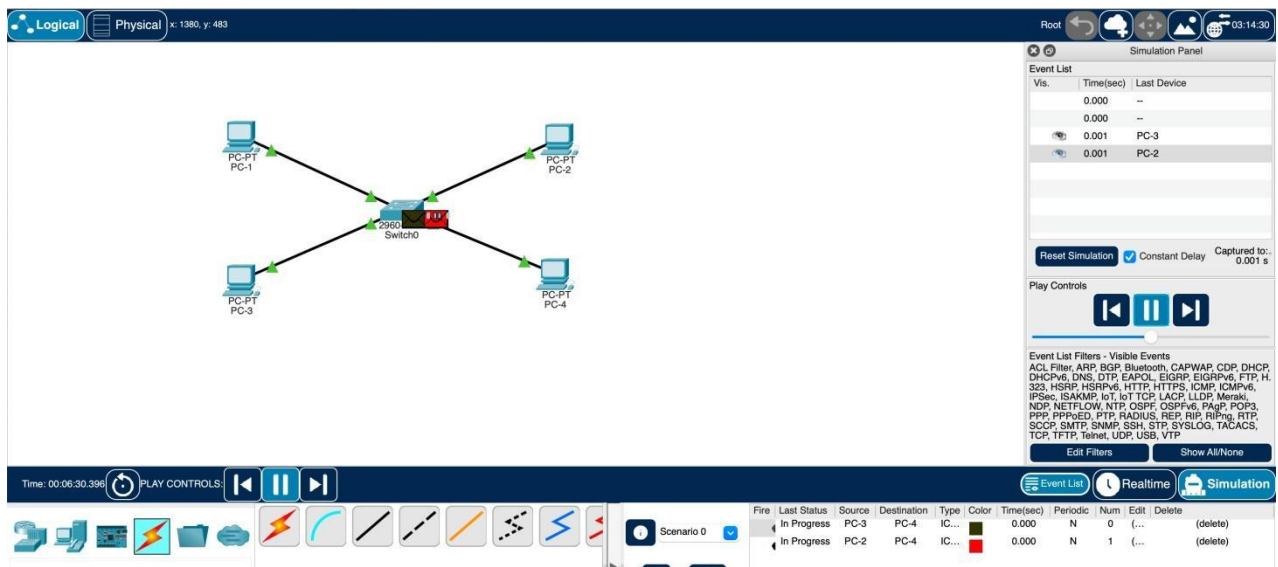 Logical
Physical
x: 1380, y: 483
Root
03:14:30
PC-PT
PC-1
PC-PT
PC-2
2960
Switch0
PC-PT
PC-3
PC-PT
PC-4
Simulation Panel
Event List
Vis. Time(sec) Last Device
0.000 --
0.000 --
0.001 PC-3
0.001 PC-2
Reset Simulation Constant Delay Captured to:.
0.001 s
Play Controls
Event List Filters - Visible Events
ACL Filter, ARP, BGP, Bluetooth, CAPWAP, CDP, DHCP,
DHCPv6, DNS, DTP, EAPOL, EIGRP, EIGRPv6, FTP, H.
323, HSRP, HSRPv6, HTTP, HTTPS, ICMP, ICMPv6,
IPSec, ISAKMP, IoT, IoT TCP, LACP, LLDP, Meraki,
NDP, NETFLOW, NTP, OSPF, OSPFv6, PAgP, POP3,
PPP, PPPoED, PTP, RADIUS, REP, RIP, RIPng, RTP,
SCCP, SMTP, SNMP, SSH, STP, SYSLOG, TACACS,
TCP, TFTP, Telnet, UDP, USB, VTP
Edit Filters Show All/None
Time: 00:06:30.396 PLAY CONTROLS:
Event List Realtime Simulation
Scenario 0
Fire Last Status Source Destination Type Color Time(sec) Periodic Num Edit Delete
In Progress PC-3 PC-4 IC... 0.000 N 0 (... (delete)
In Progress PC-2 PC-4 IC... 0.000 N 1 (... (delete)